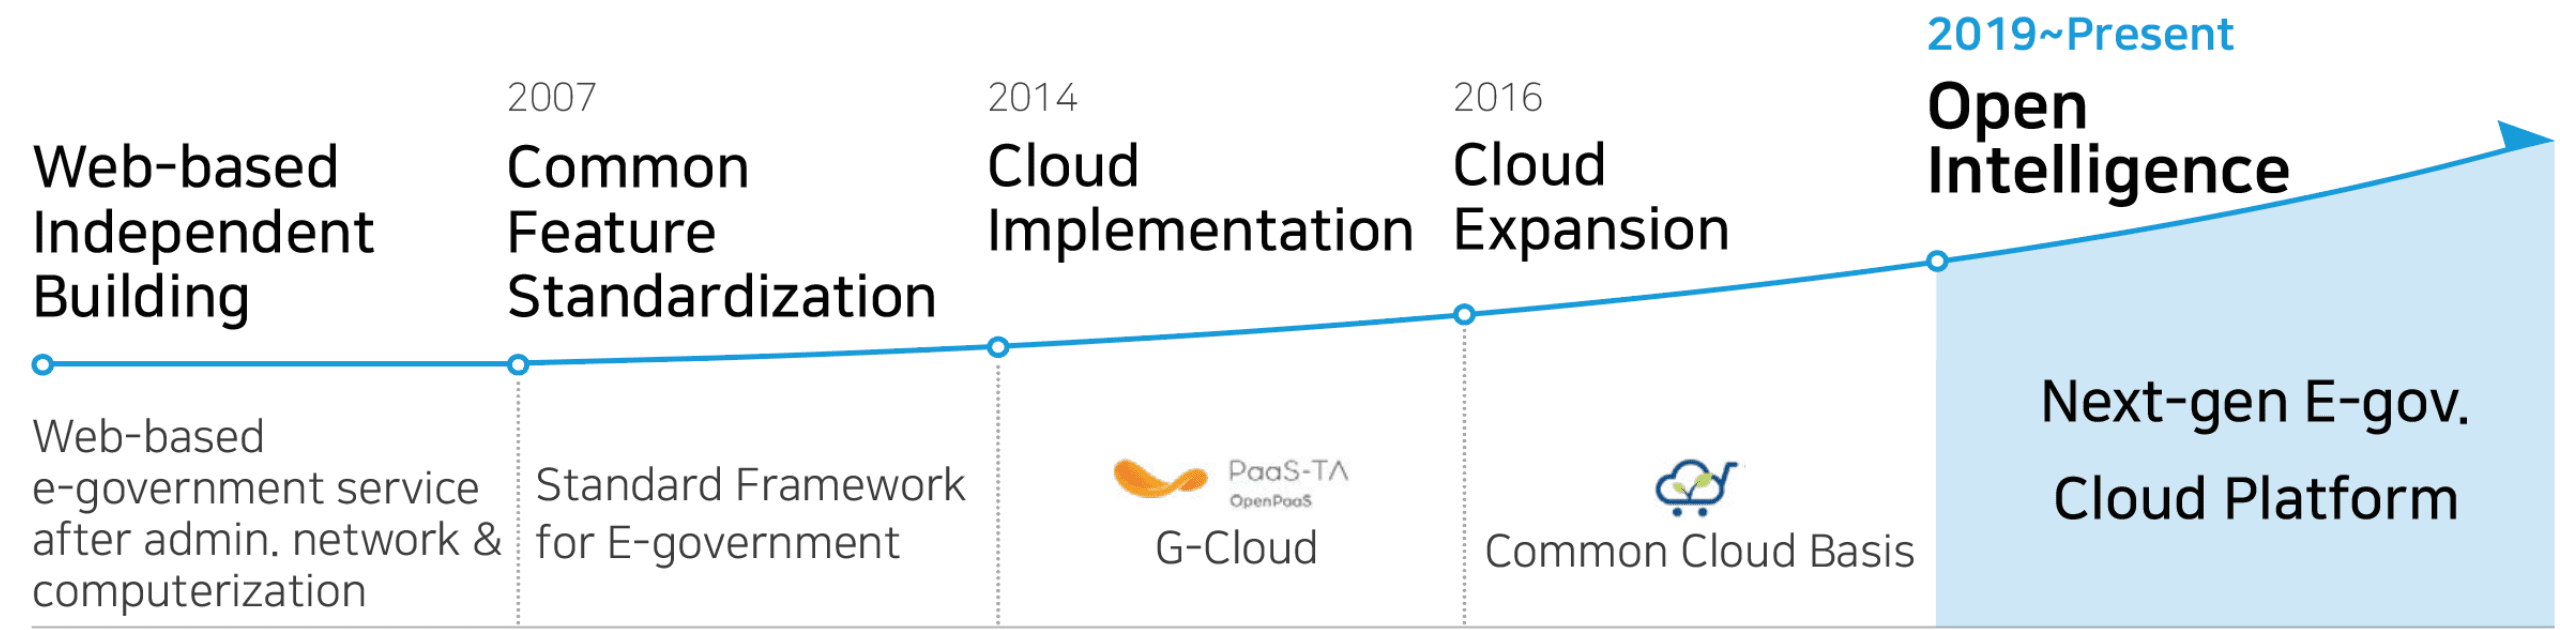 Web-based
Independent
Building
Web-based
e-government service
after admin. network &
computerization
2007
Common
Feature
Standardization
Standard Framework
for E-government
2014
Cloud
Implementation
PaaS-TA
OpenPaaS
G-Cloud
2016
Cloud
Expansion
Common Cloud Basis
2019~Present
Open
Intelligence
Next-gen E-gov.
Cloud Platform